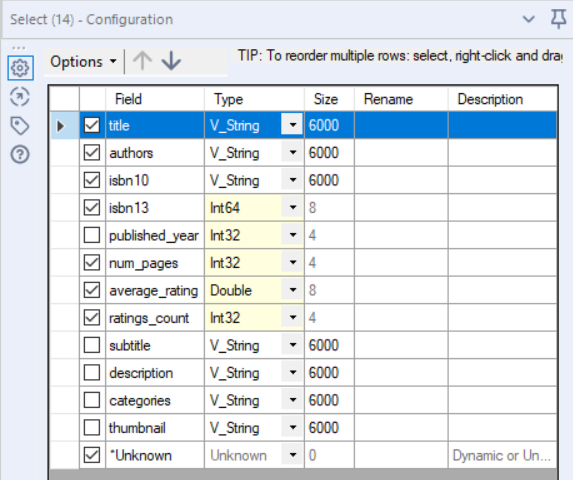 Select (14) - Configuration
Options
TIP: To reorder multiple rows: select, right-click and drag
Field Type Size Rename Description
title V_String 6000
authors V_String 6000
isbn10 V_String 6000
isbn13 Int64 8
published_year Int32 4
num_pages Int32 4
average_rating Double 8
ratings_count Int32 4
subtitle V_String 6000
description V_String 6000
categories V_String 6000
thumbnail V_String 6000
*Unknown Unknown 0 Dynamic or Un...